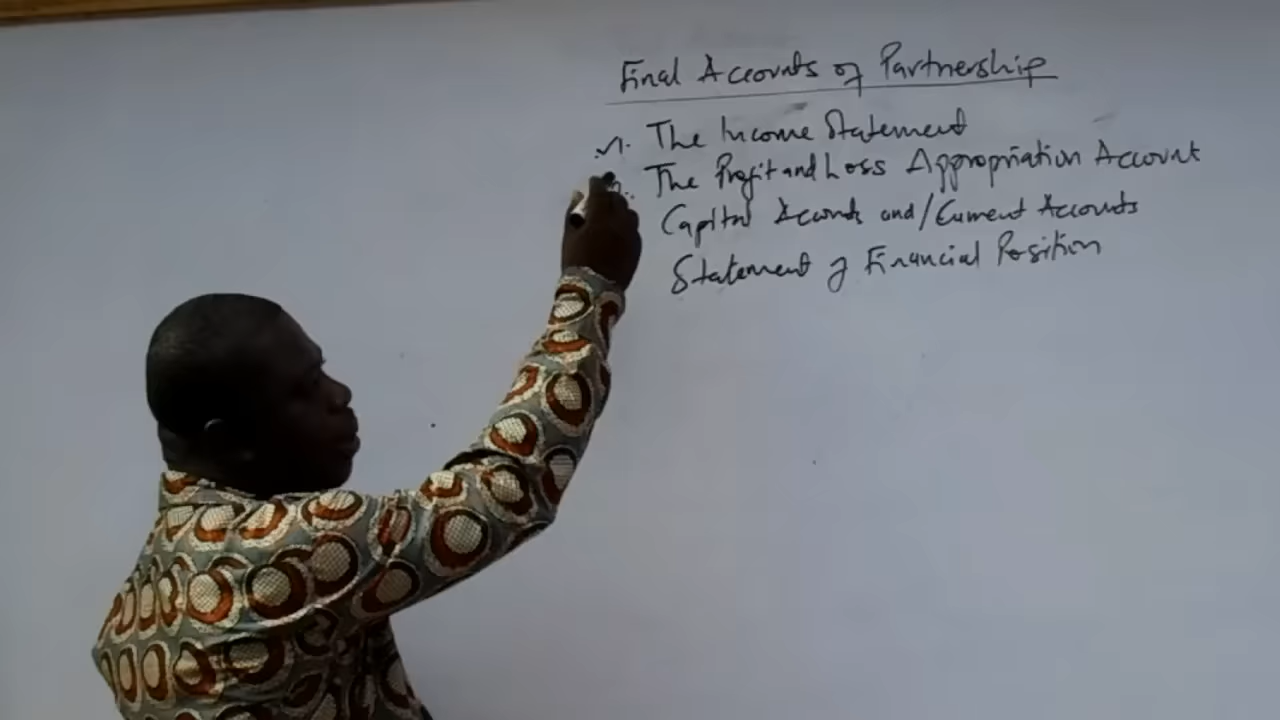 Final Accounts of Partnership
The Income Statement
The Profit and Loss Appropriation Account
Capital Accounts and/Current Accounts
Statement of Financial Position